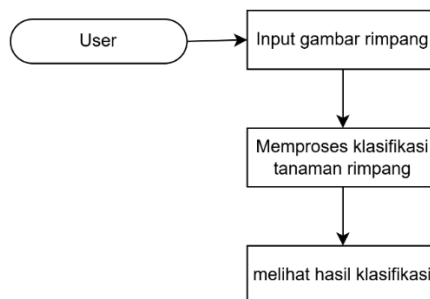 User
Input gambar rimpang
Memproses klasifikasi
tanaman rimpang
melihat hasil klasifikasi